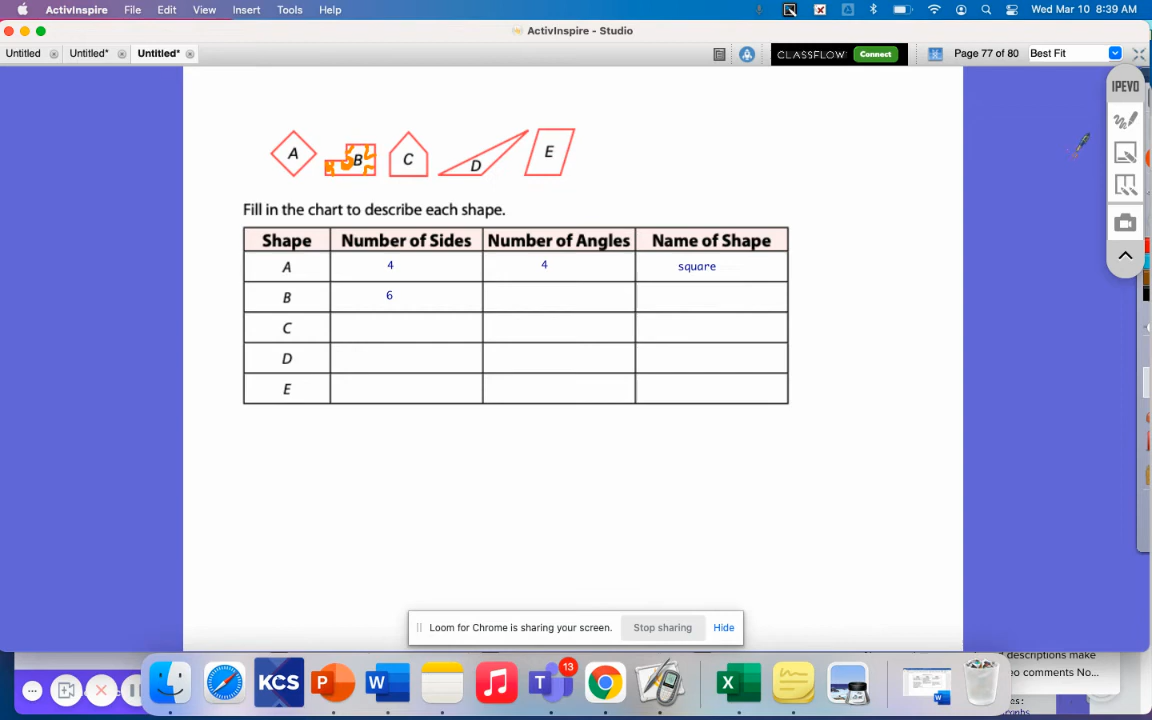 ActivInspire File Edit View Insert Tools Help Wed Mar 10 8:39 AM
ActivInspire - Studio
Untitled Untitled* Untitled* CLASSFLOW Connect Page 77 of 80 Best Fit
IPEVO
A B C D E
Fill in the chart to describe each shape.
Shape Number of Sides Number of Angles Name of Shape
A 4 4 square
B 6
C
D
E
Loom for Chrome is sharing your screen. Stop sharing Hide
descriptions make
comments No...
KCS P W T 13 X W